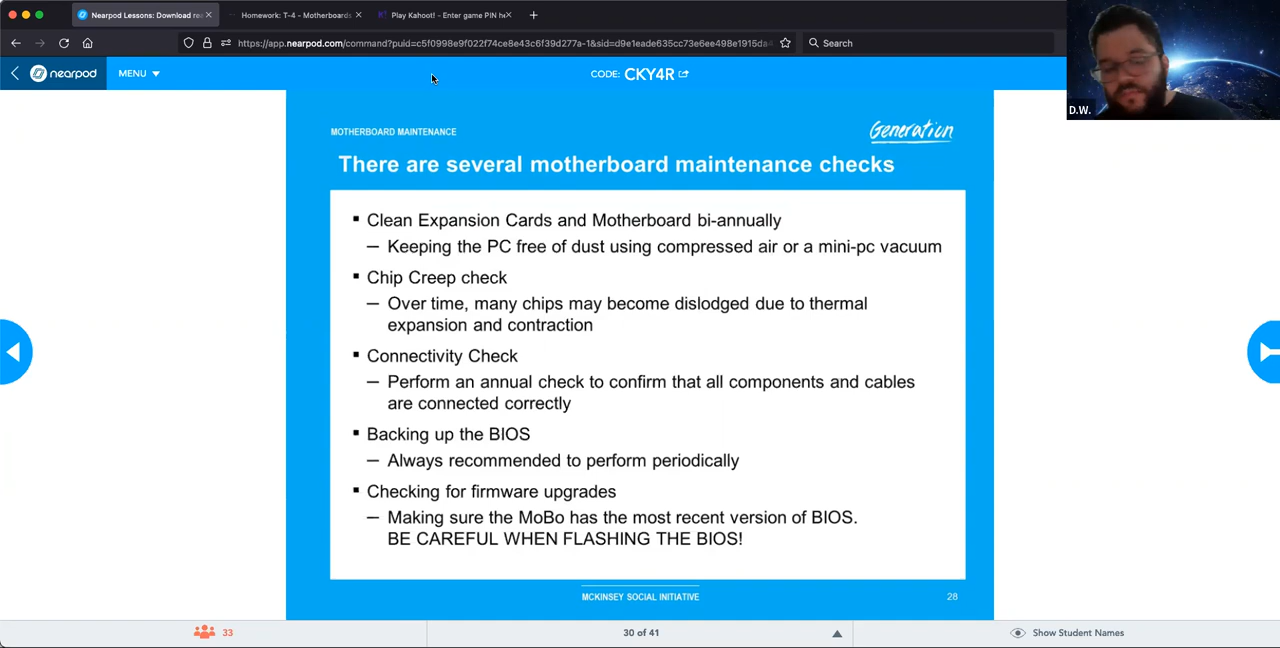 Nearpod Lessons: Download re
Homework: T-4 - Motherboards
Play Kahoot! - Enter game PIN he
https://app.nearpod.com/command?puid=c5f0998e9f022f74ce8e43c6f39d277a-1&sid=d9e1eade635cc73e6ee498e1915da4
Search
nearpod
MENU
CODE: CKY4R
D.W.
MOTHERBOARD MAINTENANCE
Generation
There are several motherboard maintenance checks
▪ Clean Expansion Cards and Motherboard bi-annually
– Keeping the PC free of dust using compressed air or a mini-pc vacuum
▪ Chip Creep check
– Over time, many chips may become dislodged due to thermal
expansion and contraction
▪ Connectivity Check
– Perform an annual check to confirm that all components and cables
are connected correctly
▪ Backing up the BIOS
– Always recommended to perform periodically
▪ Checking for firmware upgrades
– Making sure the MoBo has the most recent version of BIOS.
BE CAREFUL WHEN FLASHING THE BIOS!
MCKINSEY SOCIAL INITIATIVE
28
33
30 of 41
Show Student Names